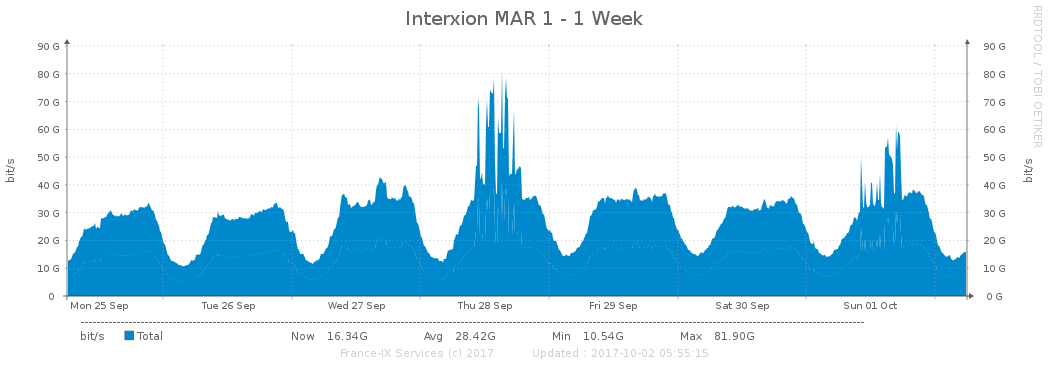 Interxion MAR 1 - 1 Week
RRDTOOL / TOBI OETIKER
bit/s
bit/s
90 G 90 G
80 G 80 G
70 G 70 G
60 G 60 G
50 G 50 G
40 G 40 G
30 G 30 G
20 G 20 G
10 G 10 G
0 0 G
Mon 25 Sep Tue 26 Sep Wed 27 Sep Thu 28 Sep Fri 29 Sep Sat 30 Sep Sun 01 Oct
bit/s Total Now 16.34G Avg 28.42G Min 10.54G Max 81.90G
France-IX Services (c) 2017 Updated : 2017-10-02 05:55:15